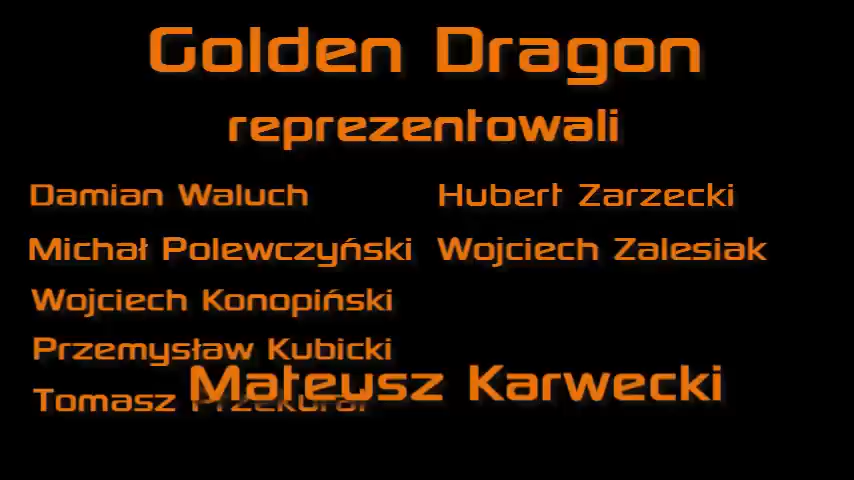 Golden Dragon
reprezentowali
Damian Waluch
Michał Polewczyński
Wojciech Konopiński
Przemysław Kubicki
Tomasz
Hubert Zarzecki
Wojciech Zalesiak
Mateusz Karwecki